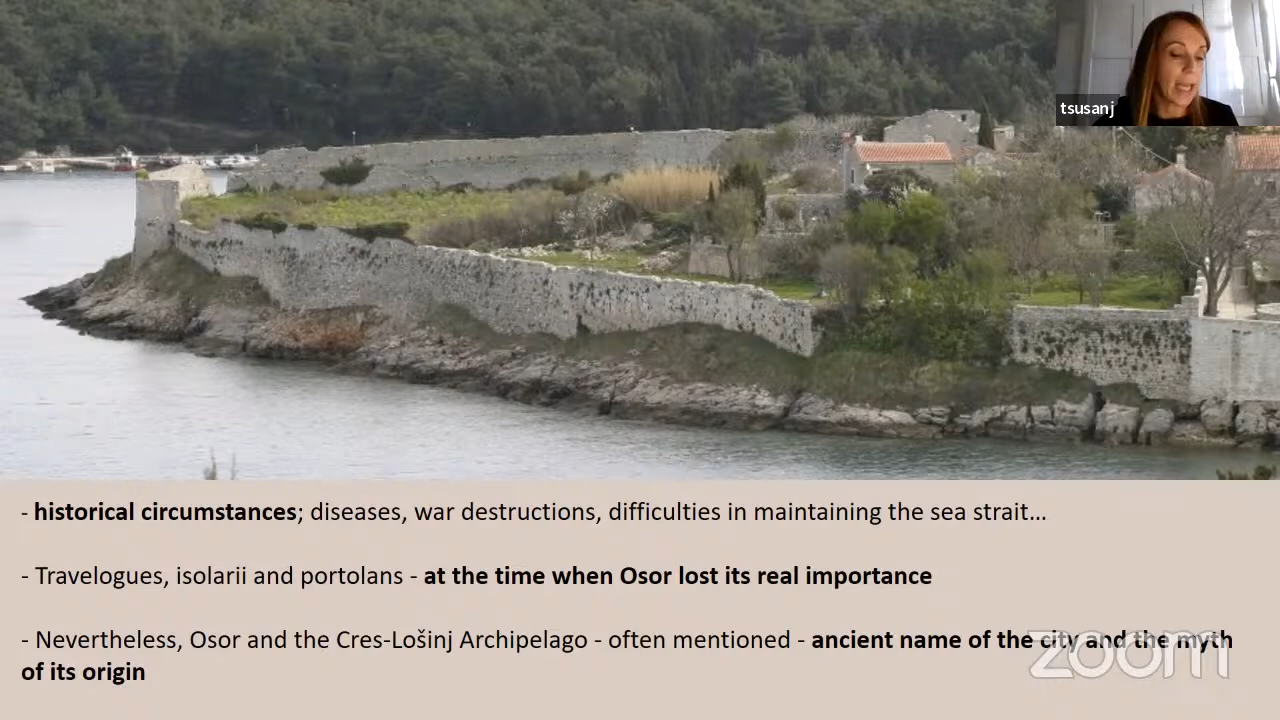 tsusanj
- historical circumstances; diseases, war destructions, difficulties in maintaining the sea strait…
- Travelogues, isolarii and portolans - at the time when Osor lost its real importance
- Nevertheless, Osor and the Cres-Lošinj Archipelago - often mentioned - ancient name of the city and the myth
of its origin
zoom